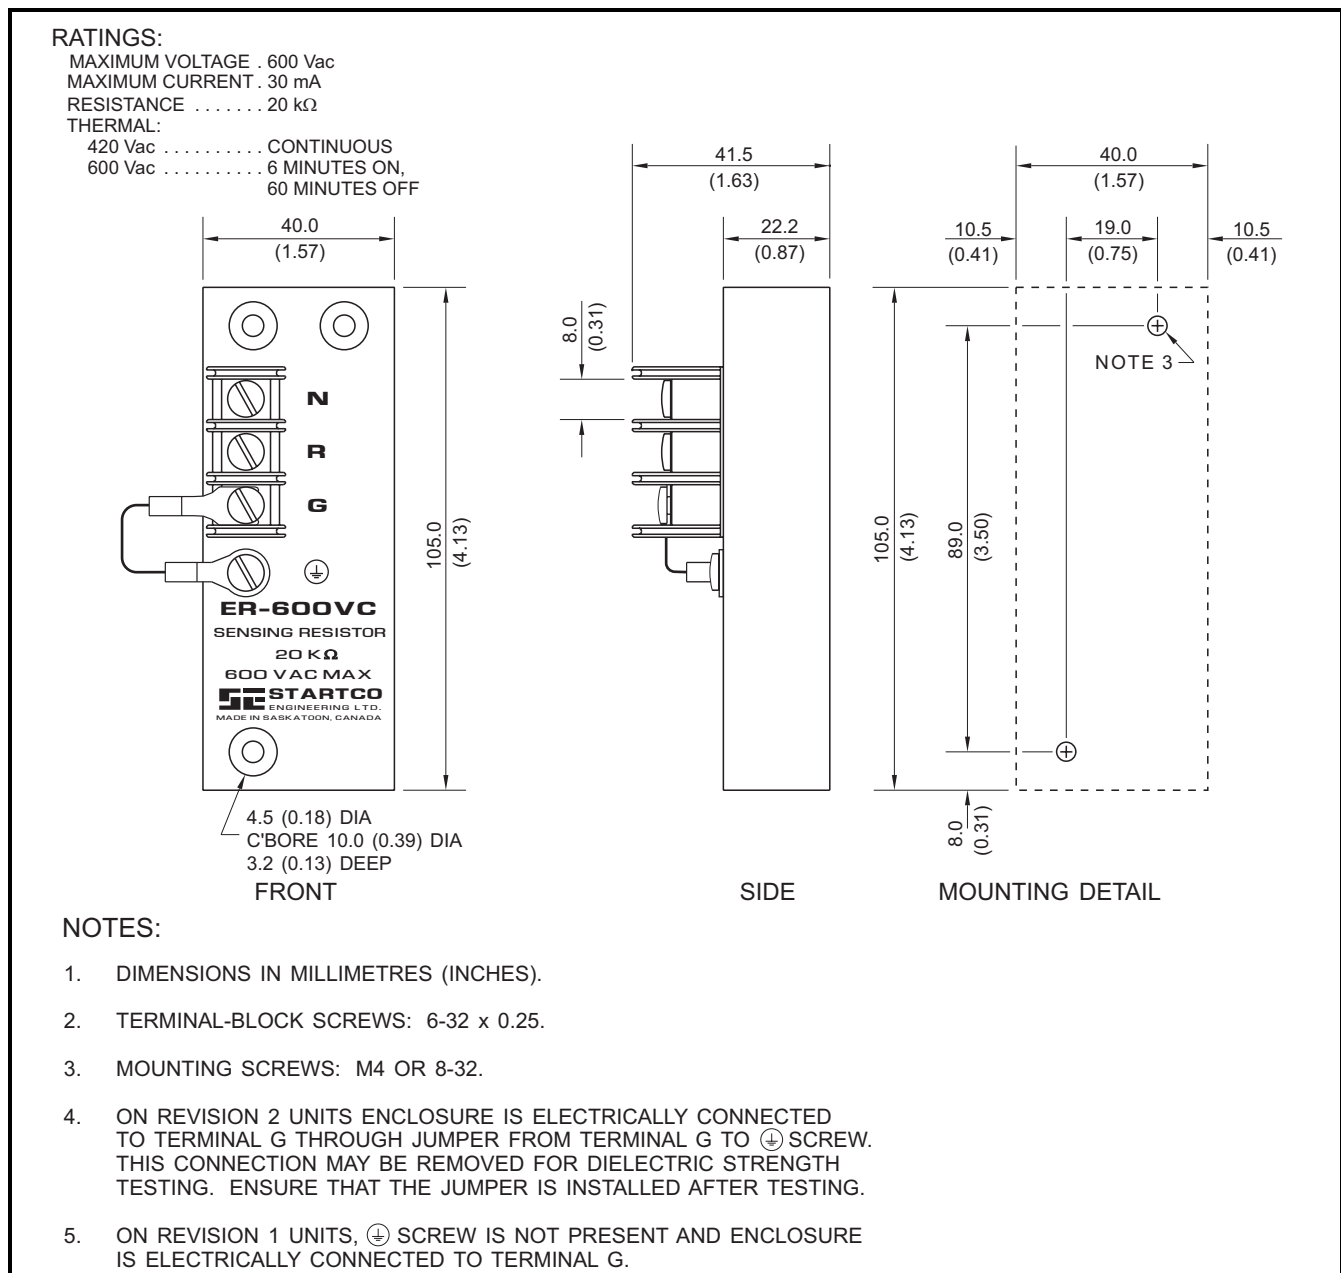 RATINGS:
MAXIMUM VOLTAGE . 600 Vac
MAXIMUM CURRENT . 30 mA
RESISTANCE . . . . . . . 20 kΩ
THERMAL:
420 Vac . . . . . . . . . . CONTINUOUS
600 Vac . . . . . . . . . . 6 MINUTES ON,
60 MINUTES OFF
40.0
(1.57)
105.0
(4.13)
N
R
G
ER-600VC
SENSING RESISTOR
20 KΩ
600 VAC MAX
SE STARTCO
ENGINEERING LTD.
MADE IN SASKATOON, CANADA
4.5 (0.18) DIA
C'BORE 10.0 (0.39) DIA
3.2 (0.13) DEEP
FRONT
41.5
(1.63)
22.2
(0.87)
8.0
(0.31)
105.0
(4.13)
SIDE
40.0
(1.57)
10.5
(0.41)
19.0
(0.75)
10.5
(0.41)
NOTE 3
89.0
(3.50)
8.0
(0.31)
MOUNTING DETAIL
NOTES:
1. DIMENSIONS IN MILLIMETRES (INCHES).
2. TERMINAL-BLOCK SCREWS: 6-32 x 0.25.
3. MOUNTING SCREWS: M4 OR 8-32.
4. ON REVISION 2 UNITS ENCLOSURE IS ELECTRICALLY CONNECTED
TO TERMINAL G THROUGH JUMPER FROM TERMINAL G TO ⏚ SCREW.
THIS CONNECTION MAY BE REMOVED FOR DIELECTRIC STRENGTH
TESTING. ENSURE THAT THE JUMPER IS INSTALLED AFTER TESTING.
5. ON REVISION 1 UNITS, ⏚ SCREW IS NOT PRESENT AND ENCLOSURE
IS ELECTRICALLY CONNECTED TO TERMINAL G.